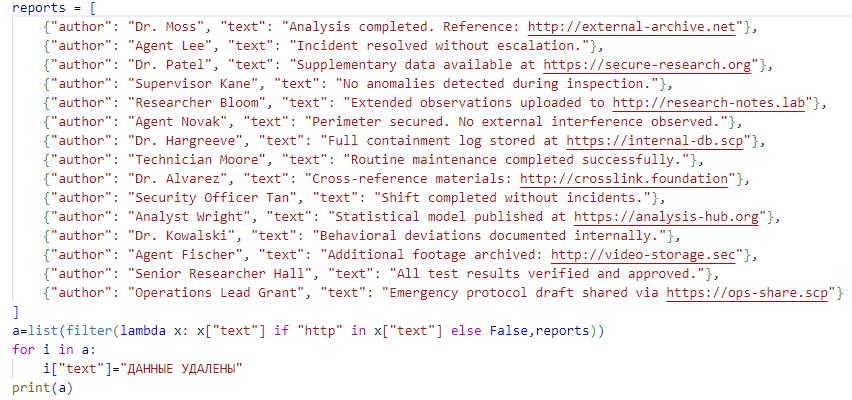 reports = [
    {"author": "Dr. Moss", "text": "Analysis completed. Reference: http://external-archive.net"},
    {"author": "Agent Lee", "text": "Incident resolved without escalation."},
    {"author": "Dr. Patel", "text": "Supplementary data available at https://secure-research.org"},
    {"author": "Supervisor Kane", "text": "No anomalies detected during inspection."},
    {"author": "Researcher Bloom", "text": "Extended observations uploaded to http://research-notes.lab"},
    {"author": "Agent Novak", "text": "Perimeter secured. No external interference observed."},
    {"author": "Dr. Hargreeve", "text": "Full containment log stored at https://internal-db.scp"},
    {"author": "Technician Moore", "text": "Routine maintenance completed successfully."},
    {"author": "Dr. Alvarez", "text": "Cross-reference materials: http://crosslink.foundation"},
    {"author": "Security Officer Tan", "text": "Shift completed without incidents."},
    {"author": "Analyst Wright", "text": "Statistical model published at https://analysis-hub.org"},
    {"author": "Dr. Kowalski", "text": "Behavioral deviations documented internally."},
    {"author": "Agent Fischer", "text": "Additional footage archived: http://video-storage.sec"},
    {"author": "Senior Researcher Hall", "text": "All test results verified and approved."},
    {"author": "Operations Lead Grant", "text": "Emergency protocol draft shared via https://ops-share.scp"}
]
a=list(filter(lambda x: x["text"] if "http" in x["text"] else False,reports))
for i in a:
    i["text"]="ДАННЫЕ УДАЛЕНЫ"
print(a)